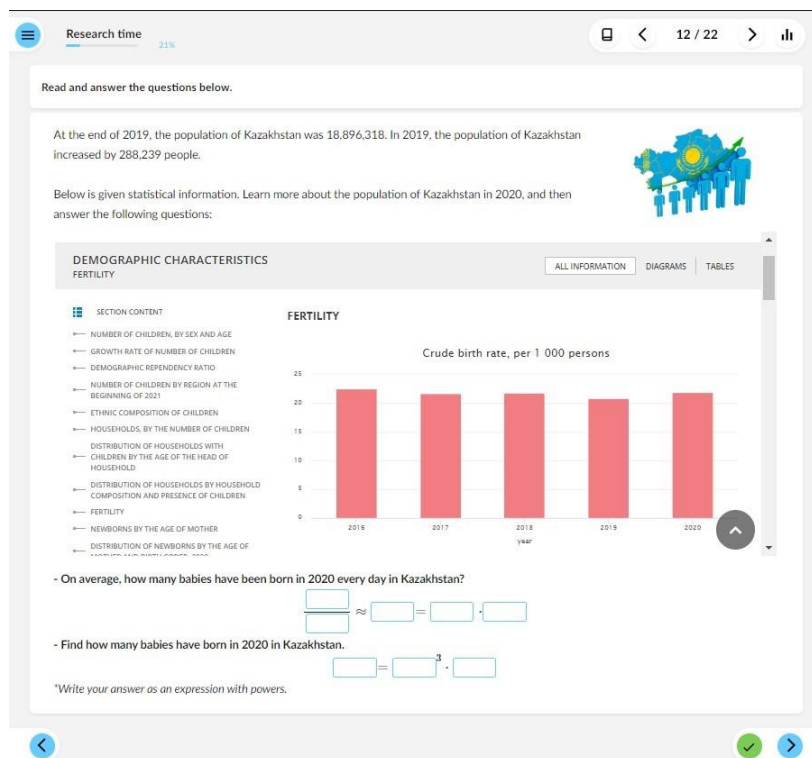 Research time
21%
12 / 22
Read and answer the questions below.
At the end of 2019, the population of Kazakhstan was 18,896,318. In 2019, the population of Kazakhstan
increased by 288,239 people.
Below is given statistical information. Learn more about the population of Kazakhstan in 2020, and then
answer the following questions:
DEMOGRAPHIC CHARACTERISTICS
FERTILITY
ALL INFORMATION
DIAGRAMS
TABLES
SECTION CONTENT
NUMBER OF CHILDREN, BY SEX AND AGE
GROWTH RATE OF NUMBER OF CHILDREN
DEMOGRAPHIC REPENDENCY RATIO
NUMBER OF CHILDREN BY REGION AT THE
BEGINNING OF 2021
ETHNIC COMPOSITION OF CHILDREN
HOUSEHOLDS, BY THE NUMBER OF CHILDREN
DISTRIBUTION OF HOUSEHOLDS WITH
CHILDREN BY THE AGE OF THE HEAD OF
HOUSEHOLD
DISTRIBUTION OF HOUSEHOLDS BY HOUSEHOLD
COMPOSITION AND PRESENCE OF CHILDREN
FERTILITY
NEWBORNS BY THE AGE OF MOTHER
DISTRIBUTION OF NEWBORNS BY THE AGE OF
FERTILITY
Crude birth rate, per 1 000 persons
25
20
15
10
5
0
2016 2017 2018 2019 2020
year
- On average, how many babies have been born in 2020 every day in Kazakhstan?
≈ = ·
- Find how many babies have born in 2020 in Kazakhstan.
= 3 ·
*Write your answer as an expression with powers.